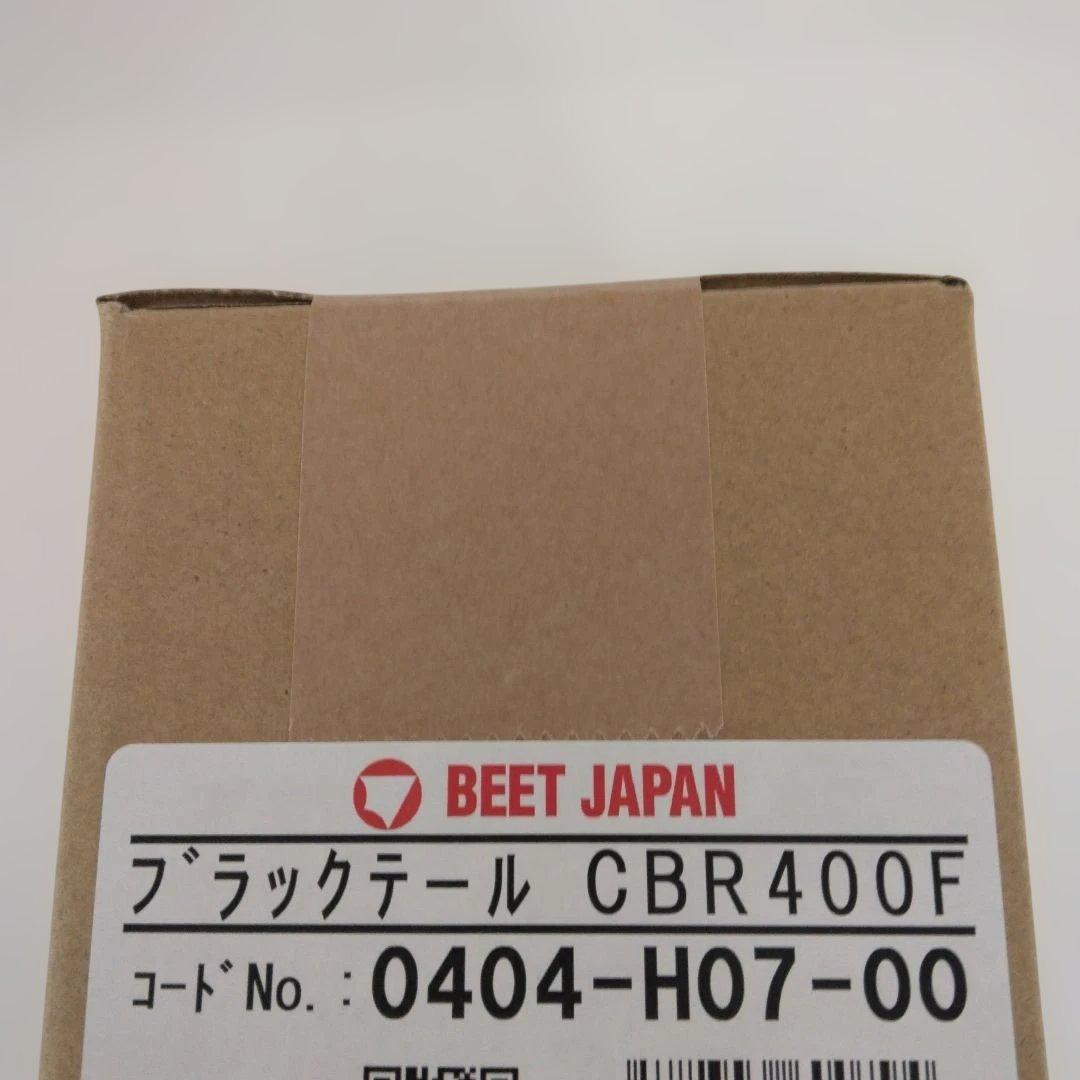 BEET JAPAN
ブラックテール CBR400F
コードNo.:0404-H07-00